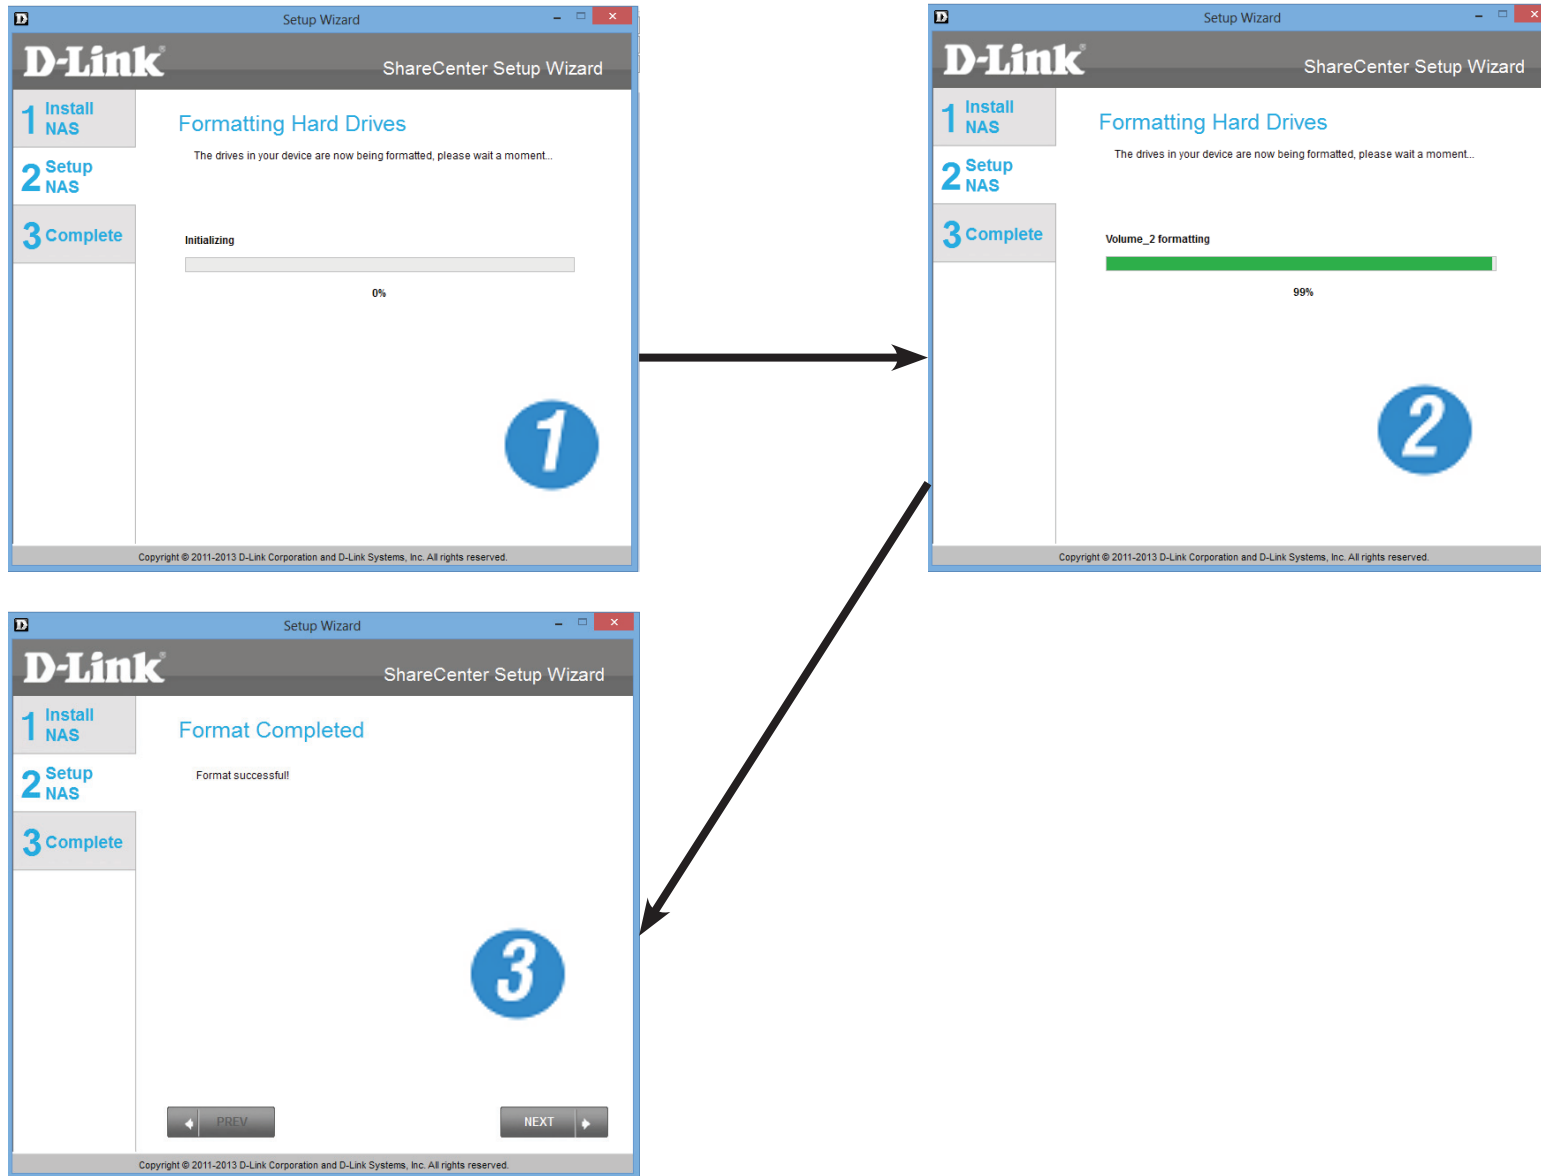 Setup Wizard
D-Link®
ShareCenter Setup Wizard
1 Install NAS
2 Setup NAS
3 Complete
Formatting Hard Drives
The drives in your device are now being formatted, please wait a moment...
Initializing
0%
1
Copyright © 2011-2013 D-Link Corporation and D-Link Systems, Inc. All rights reserved.
Setup Wizard
D-Link®
ShareCenter Setup Wizard
1 Install NAS
2 Setup NAS
3 Complete
Formatting Hard Drives
The drives in your device are now being formatted, please wait a moment...
Volume_2 formatting
99%
2
Copyright © 2011-2013 D-Link Corporation and D-Link Systems, Inc. All rights reserved.
Setup Wizard
D-Link®
ShareCenter Setup Wizard
1 Install NAS
2 Setup NAS
3 Complete
Format Completed
Format successful!
3
PREV
NEXT
Copyright © 2011-2013 D-Link Corporation and D-Link Systems, Inc. All rights reserved.